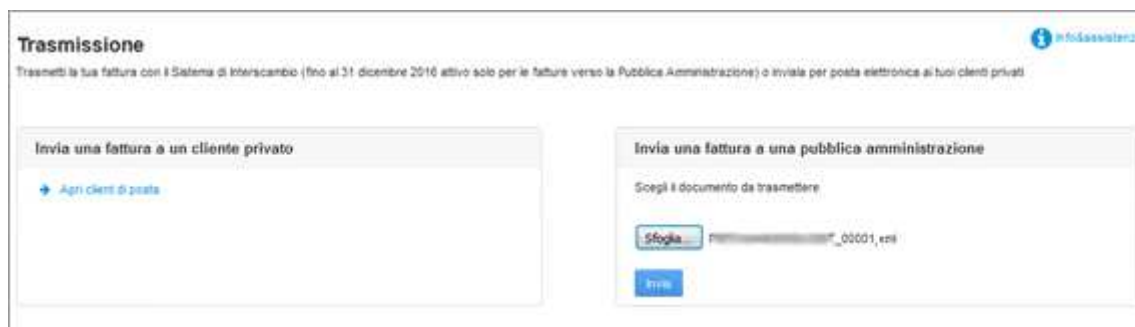 Trasmissione
Info&assistenz
Trasmetti la tua fattura con il Sistema di Interscambio (fino al 31 dicembre 2016 attivo solo per le fatture verso la Pubblica Amministrazione) o inviala per posta elettronica ai tuoi clienti privati
Invia una fattura a un cliente privato
Apri client di posta
Invia una fattura a una pubblica amministrazione
Scegli il documento da trasmettere
Sfoglia... _00001.xml
Invia